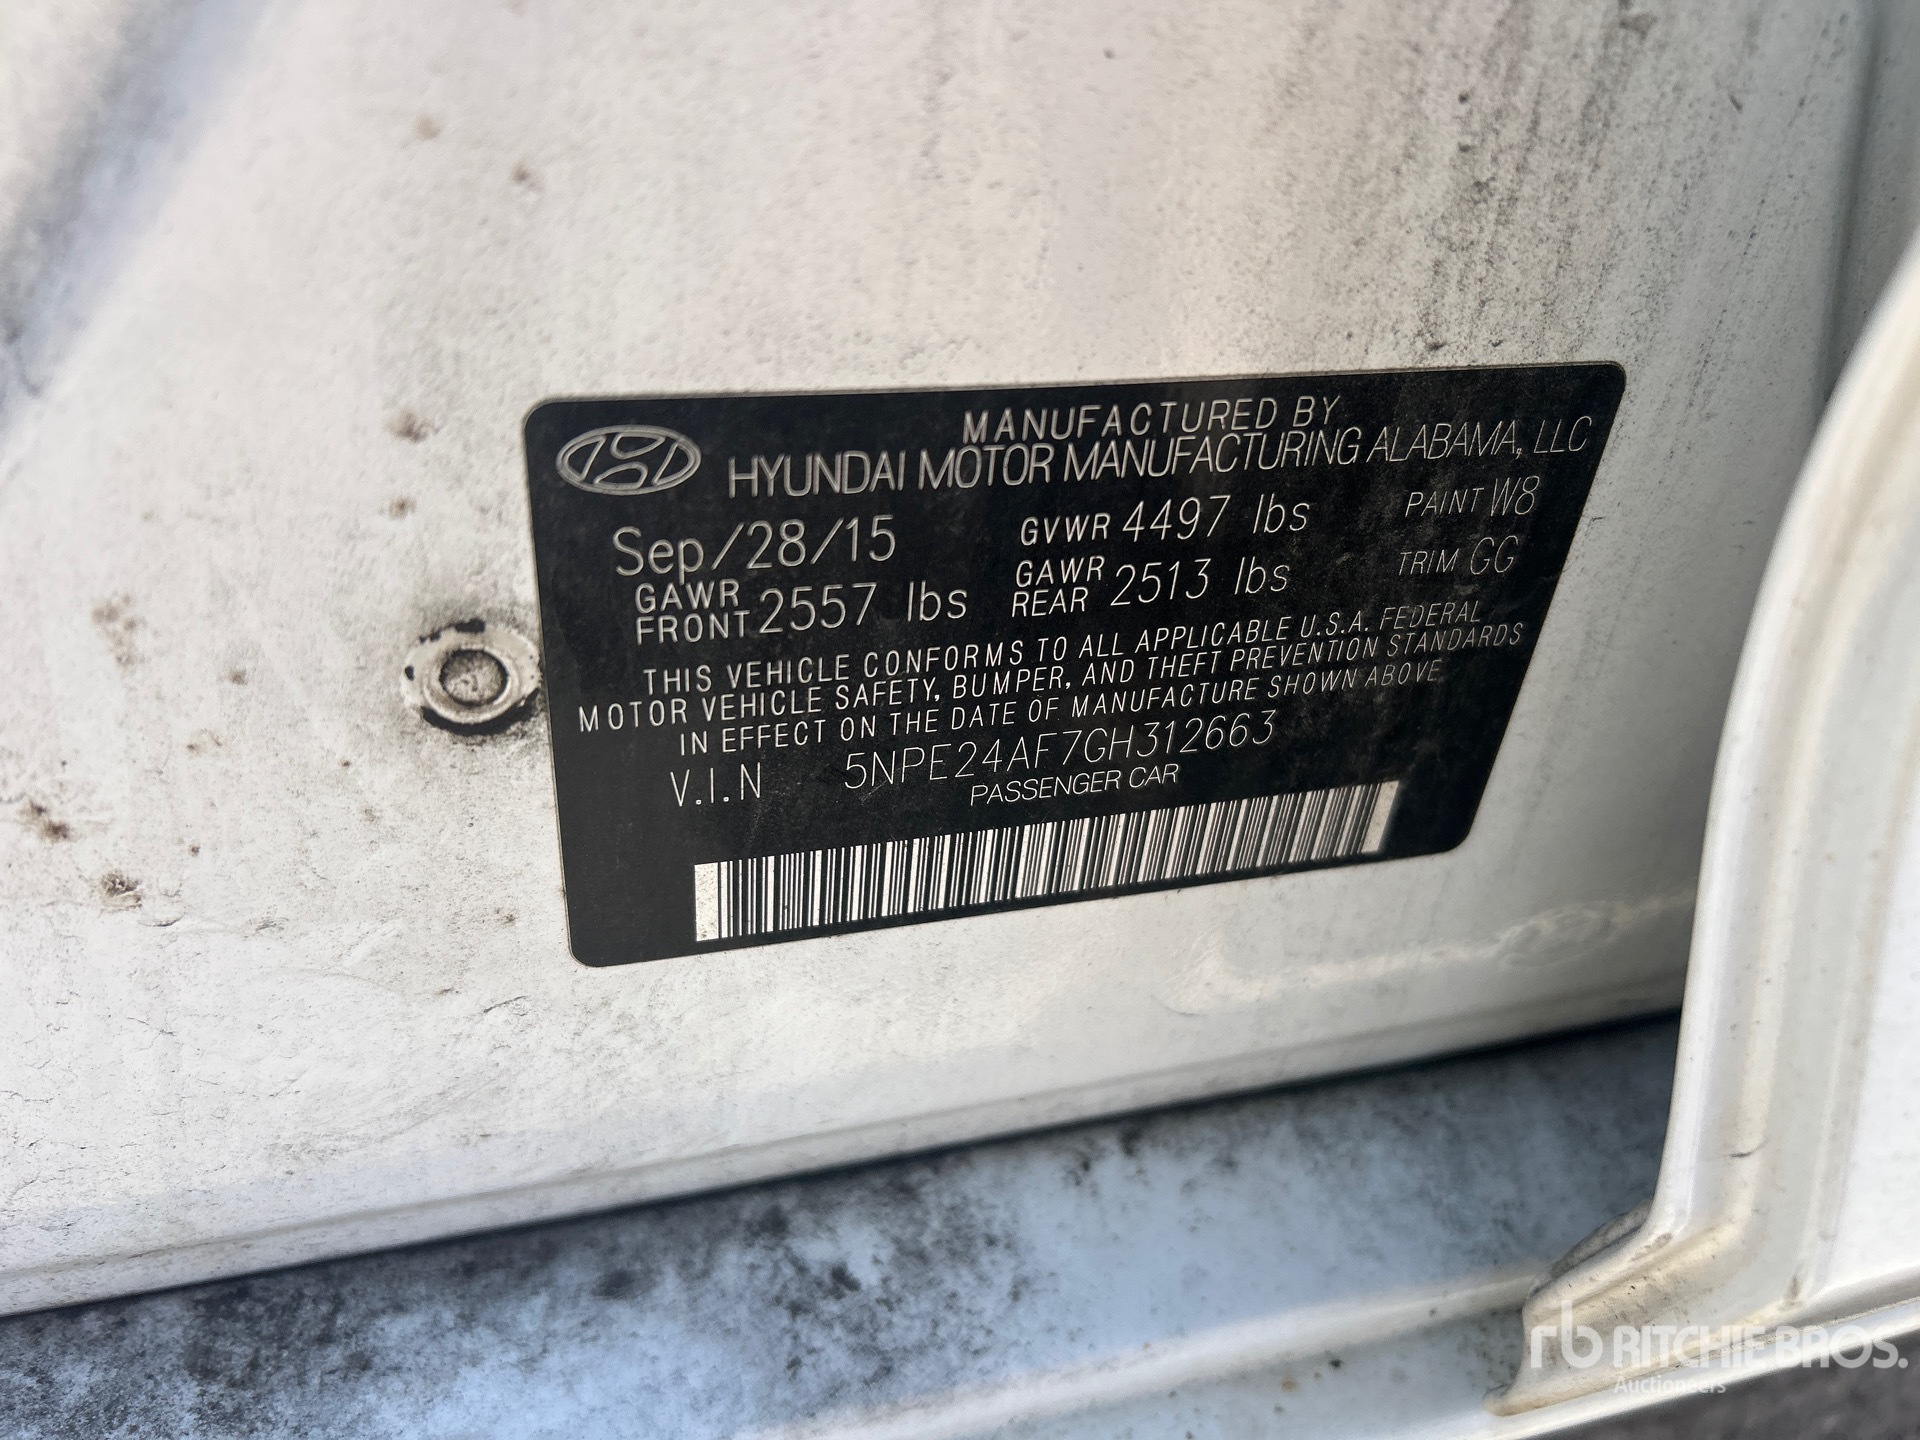 MANUFACTURED BY
HYUNDAI MOTOR MANUFACTURING ALABAMA, LLC
Sep/28/15 GVWR 4497 lbs PAINT W8
GAWR FRONT 2557 lbs GAWR REAR 2513 lbs TRIM GG
THIS VEHICLE CONFORMS TO ALL APPLICABLE U.S.A. FEDERAL
MOTOR VEHICLE SAFETY, BUMPER, AND THEFT PREVENTION STANDARDS
IN EFFECT ON THE DATE OF MANUFACTURE SHOWN ABOVE.
V.I.N 5NPE24AF7GH312663
PASSENGER CAR
rb RITCHIE BROS.
Auctioneers